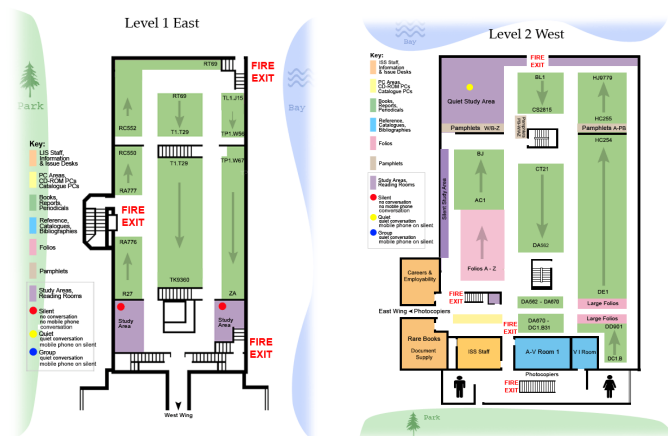 Level 1 East
RT69
FIRE
EXIT
RT69
TL1.J15
Park
Bay
RC552
T1.T29
TP1.W56
Key:
LIS Staff,
Information
& Issue Desks
PC Areas,
CD-ROM PCs
Catalogue PCs
Books,
Reports,
Periodicals
Reference,
Catalogues,
Bibliographies
Folios
Pamphlets
Study Areas,
Reading Rooms
Silent
no conversation
no mobile phone
conversation
Quiet
quiet conversation
mobile phone on silent
Group
quiet conversation
mobile phone on silent
RC550
T1.T29
TP1.W67
RA777
FIRE
EXIT
RA776
R27
TK9360
ZA
Study
Area
Study
Area
FIRE
EXIT
West Wing
Level 2 West
Bay
Key:
ISS Staff,
Information
& Issue Desks
PC Areas,
CD-ROM PCs
Catalogue PCs
Books,
Reports,
Periodicals
Reference,
Catalogues,
Bibliographies
Folios
Pamphlets
Study Areas,
Reading Rooms
Silent
no conversation
no mobile phone
conversation
Quiet
quiet conversation
mobile phone on silent
Group
quiet conversation
mobile phone on silent
FIRE
EXIT
BL1
HJ9779
Quiet Study Area
CS2815
HC255
Pamphlets W/B-Z
Pamphlets
Pamphlets A-PB
HC254
Silent Study Area
BJ
CT21
AC1
DA562
Folios A - Z
Careers &
Employability
DE1
FIRE
EXIT
DA562 - DA670
Large Folios
East Wing
Photocopiers
DA670 -
DC1.B31
Large Folios
DD901
Rare Books
Document
Supply
ISS Staff
A-V Room 1
V I Room
DC1.B
Photocopiers
FIRE
EXIT
Park